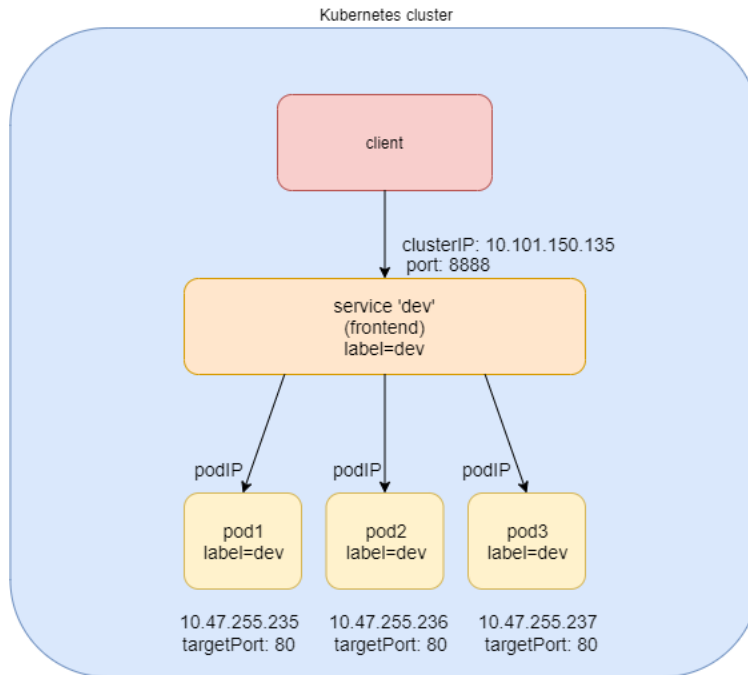 Kubernetes cluster
client
clusterIP: 10.101.150.135
port: 8888
service 'dev'
(frontend)
label=dev
podIP
podIP
podIP
pod1
label=dev
pod2
label=dev
pod3
label=dev
10.47.255.235
targetPort: 80
10.47.255.236
targetPort: 80
10.47.255.237
targetPort: 80